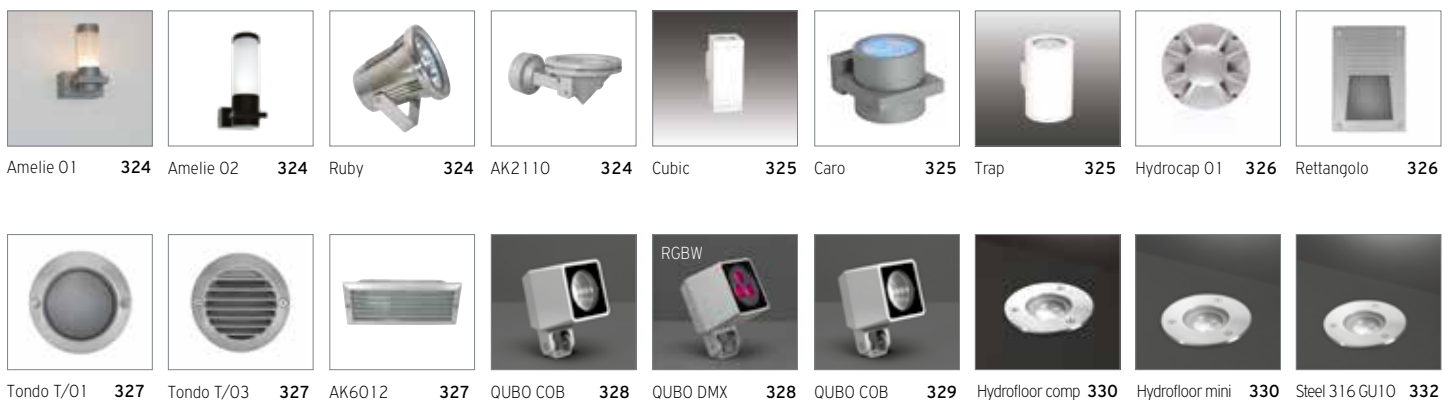 Amelie 01 324 Amelie 02 324 Ruby 324 AK2110 324 Cubic 325 Caro 325 Trap 325 Hydrocap 01 326 Rettangolo 326
RGBW
Tondo T/01 327 Tondo T/03 327 AK6012 327 QUBO COB 328 QUBO DMX 328 QUBO COB 329 Hydrofloor comp 330 Hydrofloor mini 330 Steel 316 GU10 332